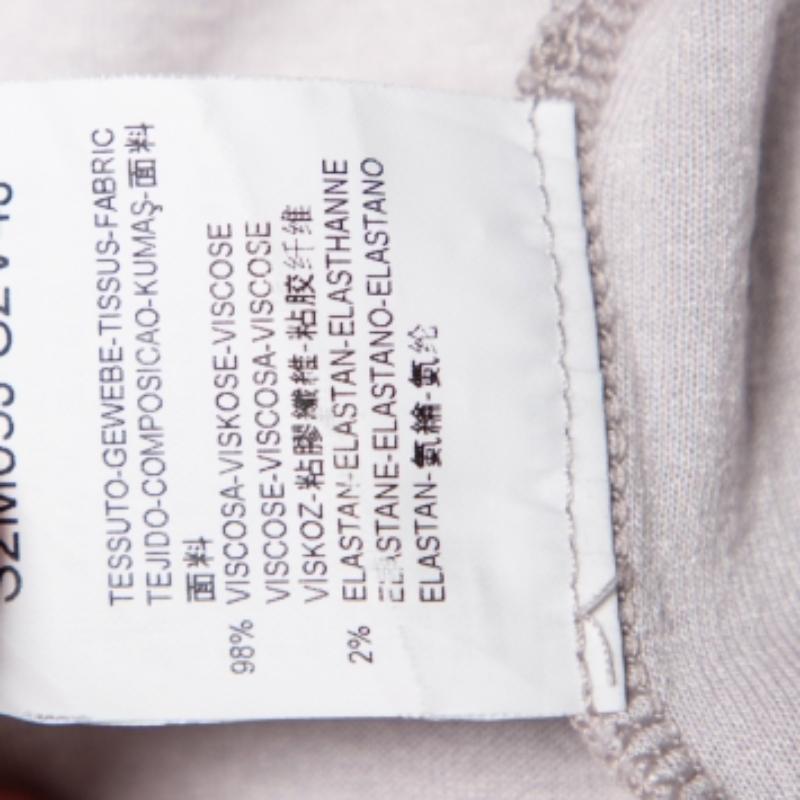 TESSUTO-GEWEBE-TISSUS-FABRIC
TEJIDO-COMPOSICAO-KUMAŞ-面料
面料
98% VISCOSA-VISKOSE-VISCOSE
VISCOSE-VISCOSA-VISCOSE
VİSKOZ-粘膠纖維-粘胶纤维
2% ELASTAN-ELASTAN-ELASTHANNE
ELASTANE-ELASTANO-ELASTANO
ELASTAN-氨綸-氨纶